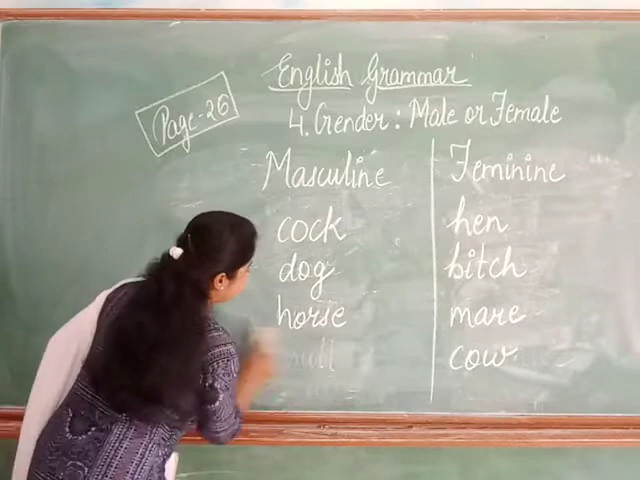 English Grammar
Page-26
4. Gender: Male or Female
Masculine Feminine
cock hen
dog bitch
horse mare
cow